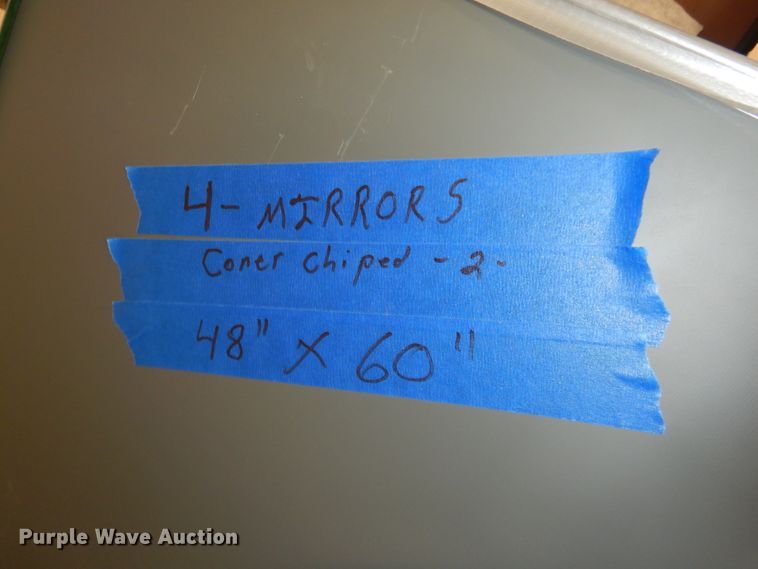 4- MIRRORS
Coner chiped -2-
48" X 60"
Purple Wave Auction